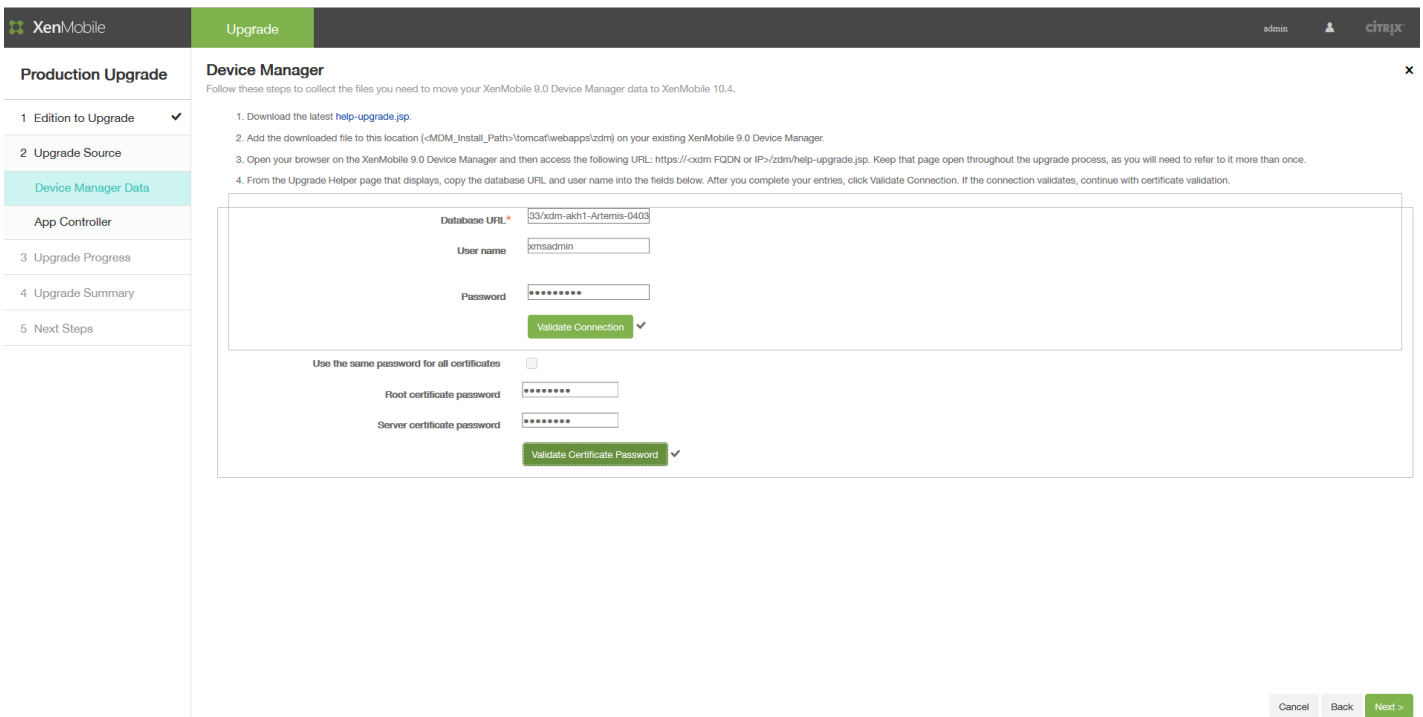 XenMobile
Upgrade
admin
CİTRIX
Production Upgrade
1 Edition to Upgrade
2 Upgrade Source
Device Manager Data
App Controller
3 Upgrade Progress
4 Upgrade Summary
5 Next Steps
Device Manager
Follow these steps to collect the files you need to move your XenMobile 9.0 Device Manager data to XenMobile 10.4.
1. Download the latest help-upgrade.jsp.
2. Add the downloaded file to this location (<MDM_Install_Path>\tomcat\webapps\zdm) on your existing XenMobile 9.0 Device Manager.
3. Open your browser on the XenMobile 9.0 Device Manager and then access the following URL: https://<xdm FQDN or IP>/zdm/help-upgrade.jsp. Keep that page open throughout the upgrade process, as you will need to refer to it more than once.
4. From the Upgrade Helper page that displays, copy the database URL and user name into the fields below. After you complete your entries, click Validate Connection. If the connection validates, continue with certificate validation.
Database URL* 33/xdm-akh1-Artemis-0403
User name xmsadmin
Password •••••••••
Validate Connection
Use the same password for all certificates
Root certificate password ••••••••
Server certificate password ••••••••
Validate Certificate Password
Cancel Back Next >